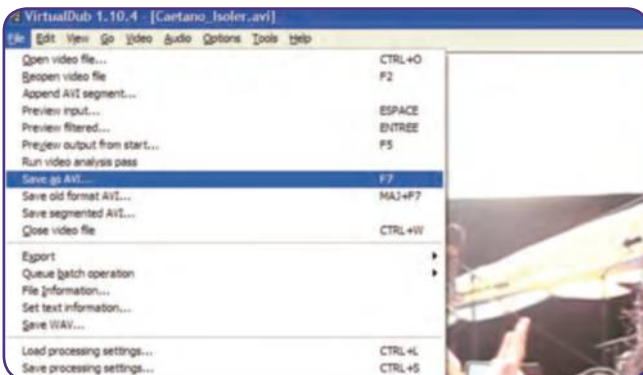 VirtualDub 1.10.4 - [Caetano_Isoler.avi]
File Edit View Go Video Audio Options Tools Help
Open video file... CTRL+O
Reopen video file F2
Append AVI segment...
Preview input... ESPACE
Preview filtered... ENTREE
Preview output from start... F5
Run video analysis pass
Save as AVI... F7
Save old format AVI... MAJ+F7
Save segmented AVI...
Close video file CTRL+W
Export
Queue batch operation
File Information...
Set text information...
Save WAV...
Load processing settings... CTRL+L
Save processing settings... CTRL+S